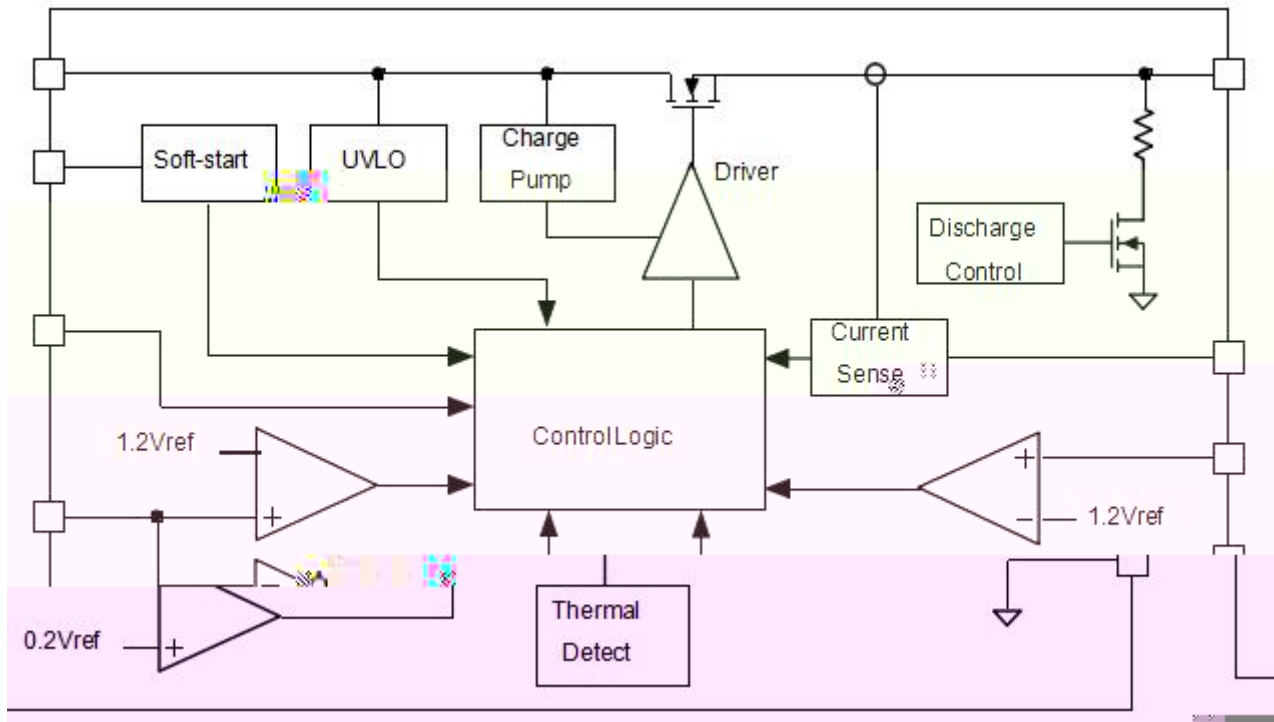 Soft-start
UVLO
Charge
Pump
Driver
Discharge
Control
Current
Sense
1.2Vref
Control Logic
+
+
-
1.2Vref
-
0.2Vref
+
Thermal
Detect